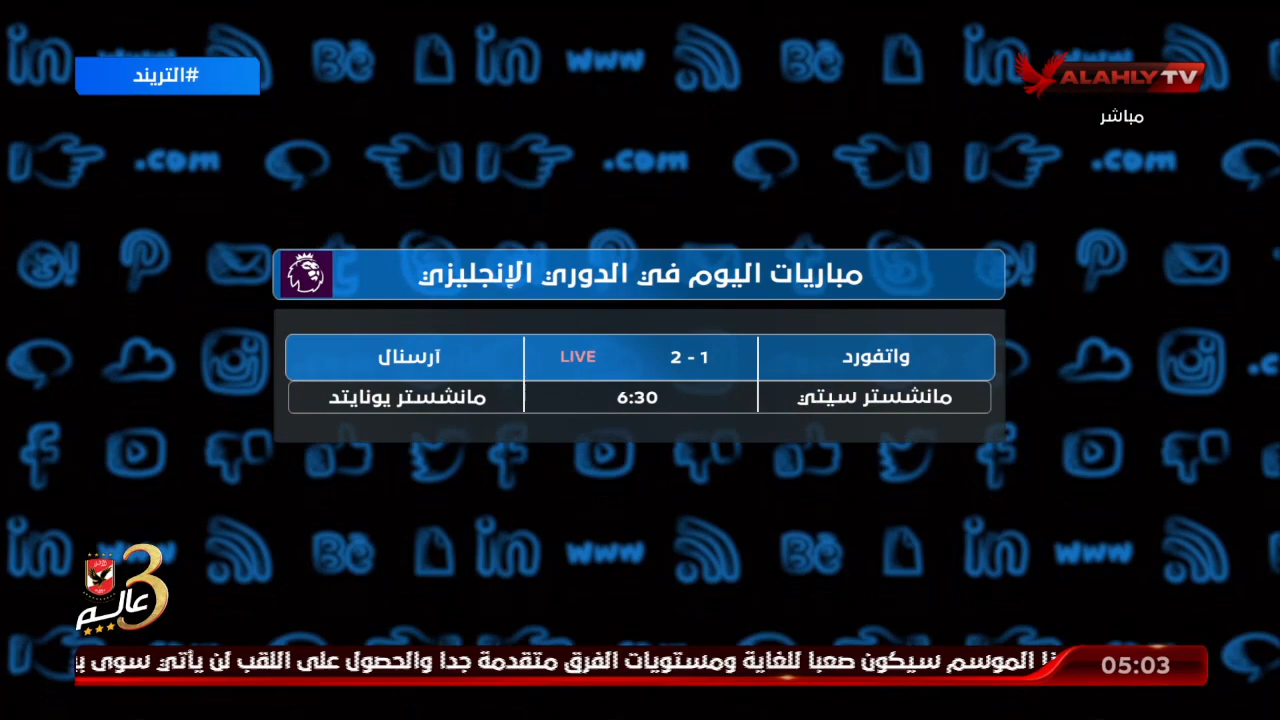 #التريند
ALAHLY TV
مباشر
مباريات اليوم في الدوري الإنجليزي
واتفورد 1 - 2 LIVE آرسنال
مانشستر سيتي 6:30 مانشستر يونايتد
3 عالم
05:03 الموسم سيكون صعبا للغاية ومستويات الفرق متقدمة جدا والحصول على اللقب لن يأتي سوى